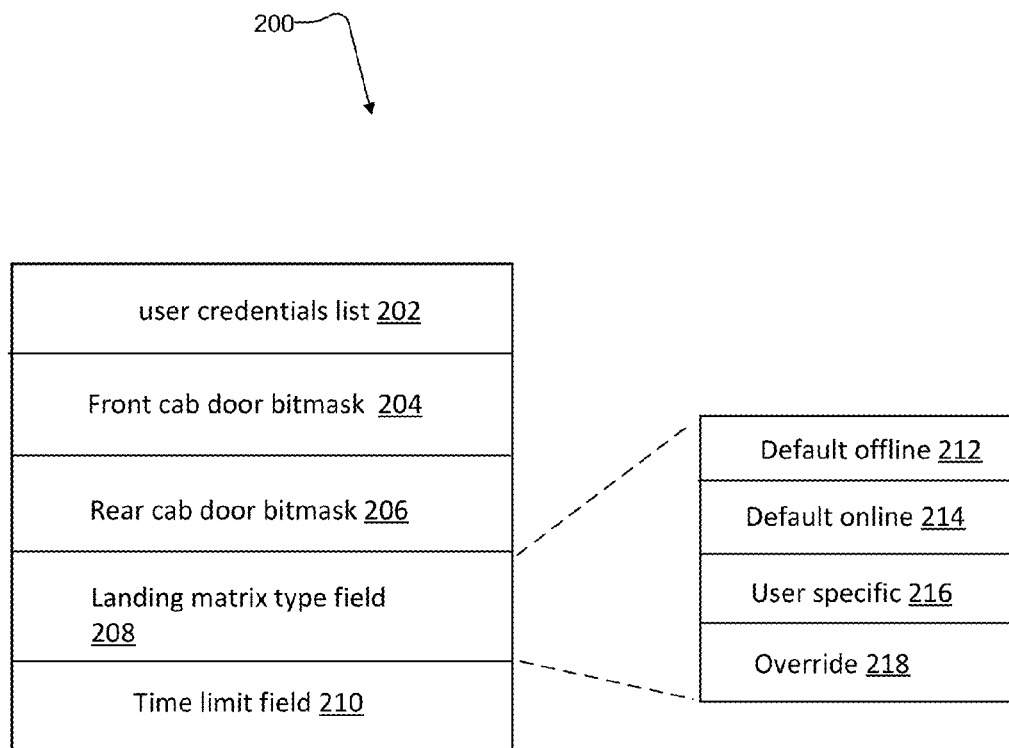 200
user credentials list 202
Front cab door bitmask 204
Rear cab door bitmask 206
Landing matrix type field
208
Time limit field 210
Default offline 212
Default online 214
User specific 216
Override 218